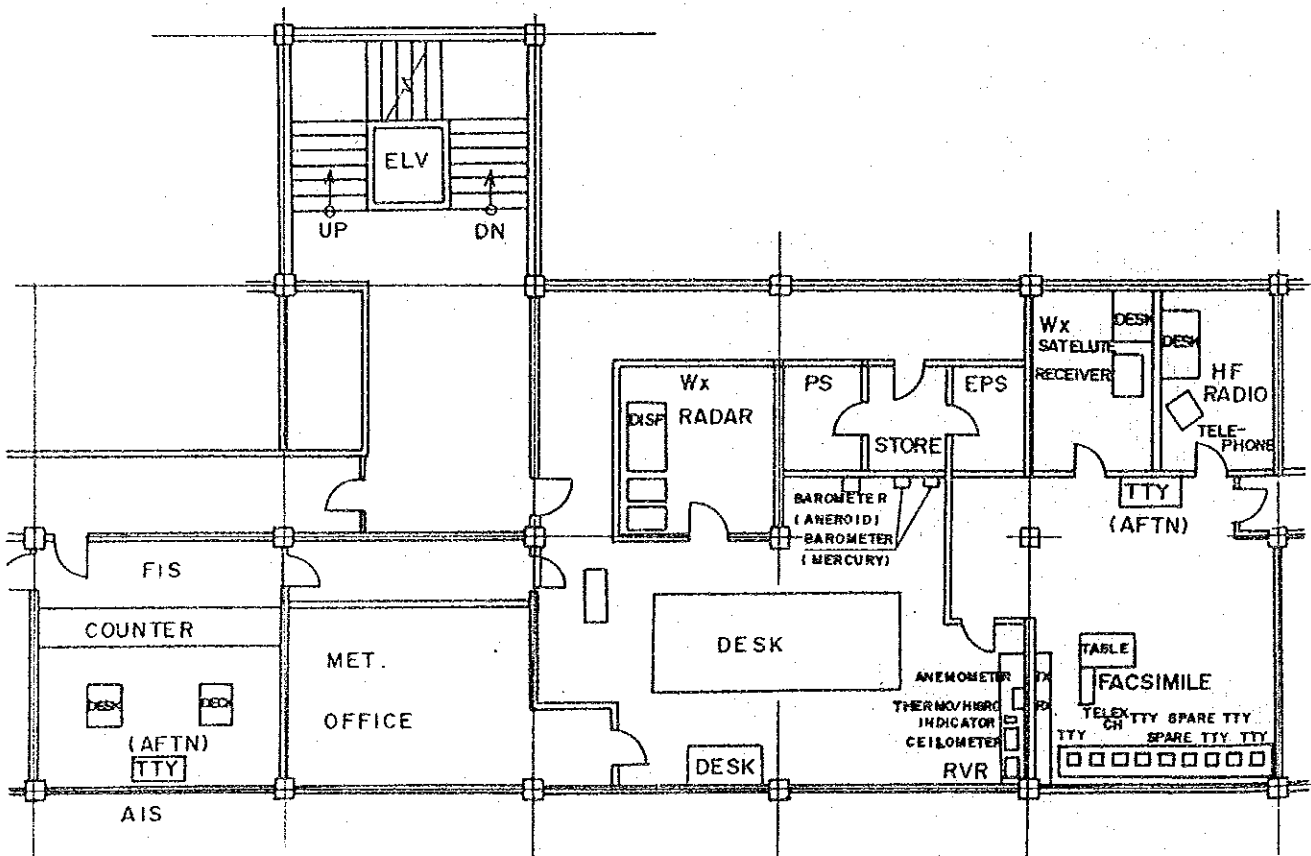 ELV
UP
DN
Wx
RADAR
DISP
PS
EPS
STORE
Wx
SATELUTE
RECEIVER
DESK
DESK
HF
RADIO
TELE-
PHONE
BAROMETER
(ANEROID)
BAROMETER
(MERCURY)
TTY
(AFTN)
FIS
COUNTER
DESK
DECK
(AFTN)
TTY
AIS
MET.
OFFICE
DESK
DESK
ANEMOMETER
THERMO/HIGRO
INDICATOR
CEILOMETER
RVR
TX
TABLE
FACSIMILE
TELEX
CH
TTY SPARE TTY
TTY
SPARE TTY TTY